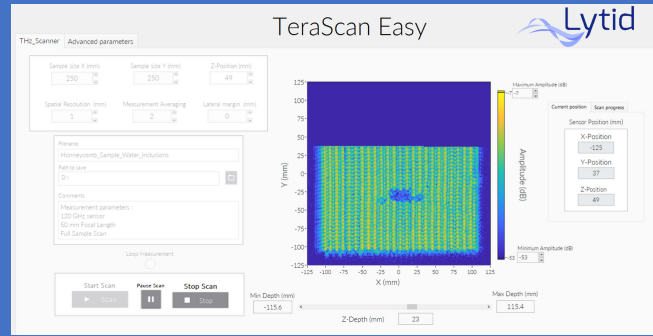 TeraScan Easy
Lytid
THz_Scanner Advanced parameters
Sample size X (mm) Sample size Y (mm) Z-Position (mm)
250 250 49
Spatial Resolution (mm) Measurement Averaging Lateral margin (mm)
1 2 0
Filename
Honneycomb_Sample_Water_Inclusions
Path to save
D:\
Comments
Measurement parameters :
120 GHz sensor
50 mm Focal Length
Full Sample Scan
Loop Measurement
Start Scan Pause Scan Stop Scan
Scan Stop
125
100
75
50
25
0
-25
-50
-75
-100
-125
Y (mm)
-125 -100 -75 -50 -25 0 25 50 75 100 125
X (mm)
Min Depth (mm) Max Depth (mm)
-115.6 115.4
Z-Depth (mm) 23
Maximum Amplitude (dB)
-7 -7
Amplitude (dB)
Minimum Amplitude (dB)
-53 -53
Current position Scan progress
Sensor Position (mm)
X-Position
-125
Y-Position
37
Z-Position
49